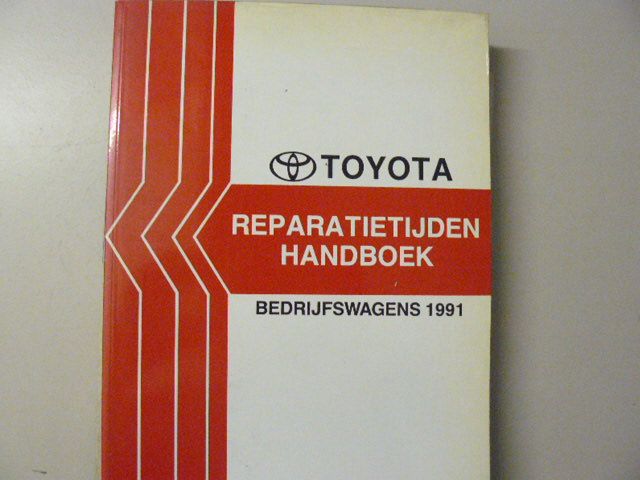 TOYOTA
REPARATIETIJDEN
HANDBOEK
BEDRIJFSWAGENS 1991